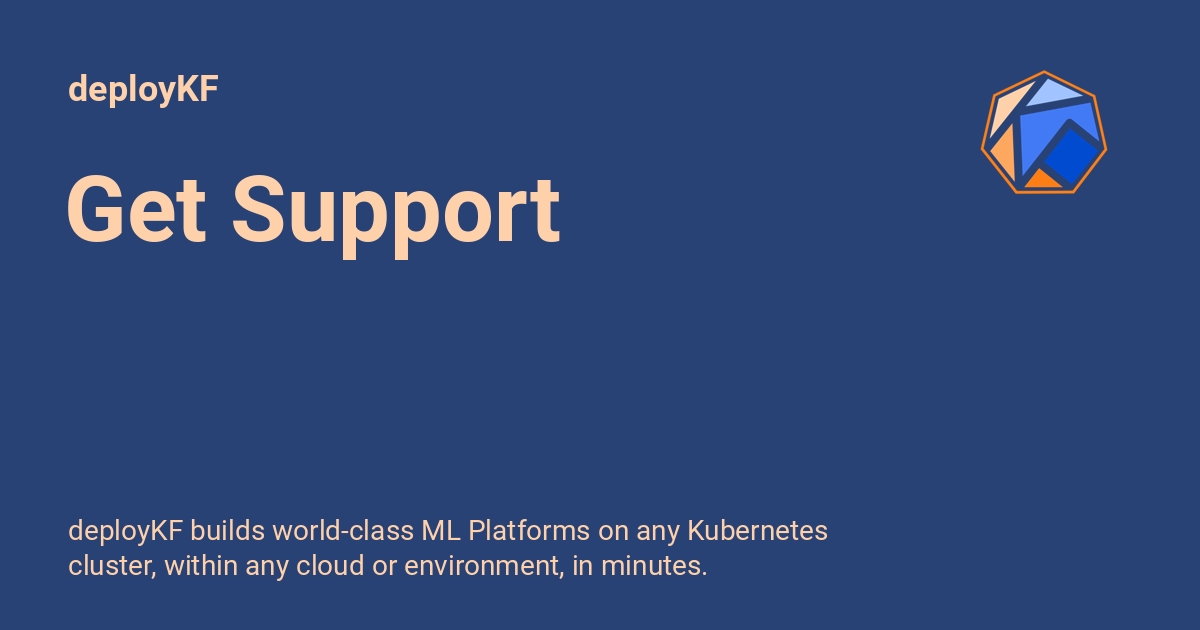 deployKF
Get Support
deployKF builds world-class ML Platforms on any Kubernetes
cluster, within any cloud or environment, in minutes.